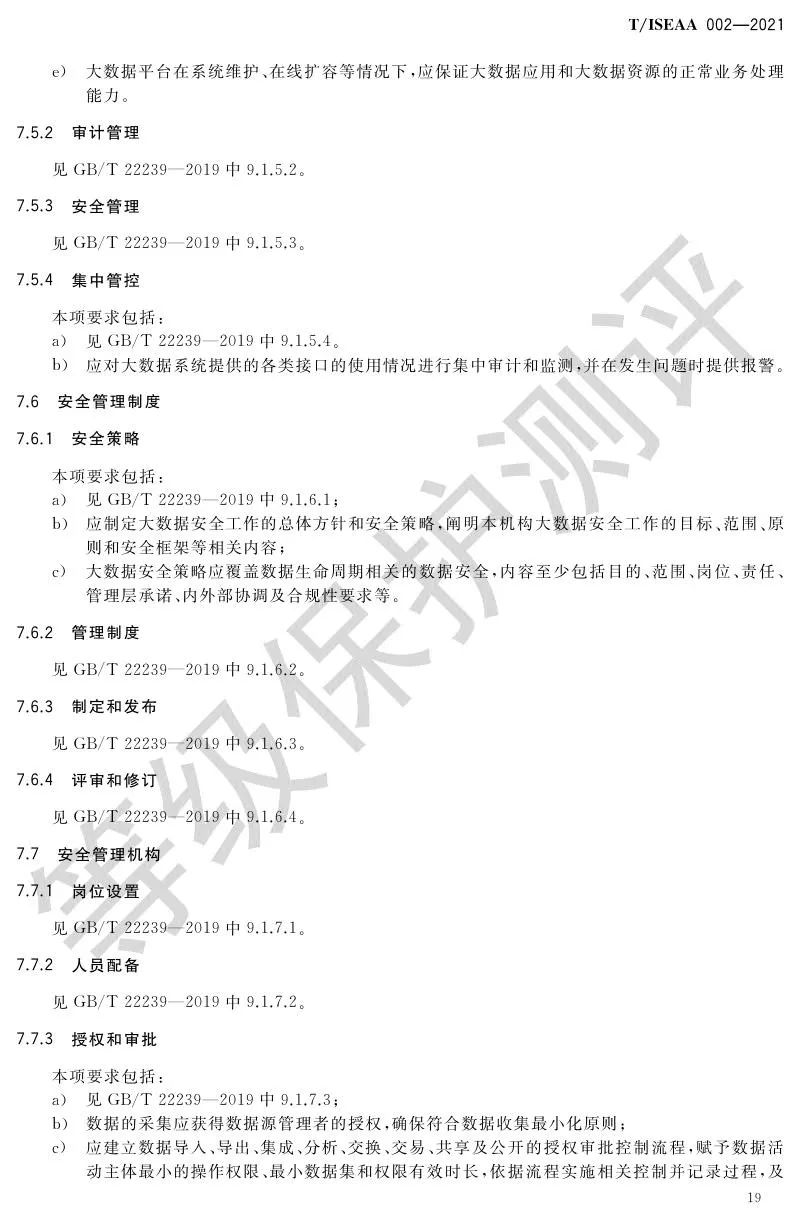 T/ISEAA 002—2021
e） 大数据平台在系统维护、在线扩容等情况下,应保证大数据应用和大数据资源的正常业务处理
能力。
7.5.2 审计管理
见 GB/T 22239—2019 中 9.1.5.2。
7.5.3 安全管理
见 GB/T 22239—2019 中 9.1.5.3。
7.5.4 集中管控
本项要求包括:
a） 见 GB/T 22239—2019 中 9.1.5.4。
b） 应对大数据系统提供的各类接口的使用情况进行集中审计和监测,并在发生问题时提供报警。
7.6 安全管理制度
7.6.1 安全策略
本项要求包括:
a） 见 GB/T 22239—2019 中 9.1.6.1;
b） 应制定大数据安全工作的总体方针和安全策略,阐明本机构大数据安全工作的目标、范围、原
则和安全框架等相关内容;
c） 大数据安全策略应覆盖数据生命周期相关的数据安全,内容至少包括目的、范围、岗位、责任、
管理层承诺、内外部协调及合规性要求等。
7.6.2 管理制度
见 GB/T 22239—2019 中 9.1.6.2。
7.6.3 制定和发布
见 GB/T 22239—2019 中 9.1.6.3。
7.6.4 评审和修订
见 GB/T 22239—2019 中 9.1.6.4。
7.7 安全管理机构
7.7.1 岗位设置
见 GB/T 22239—2019 中 9.1.7.1。
7.7.2 人员配备
见 GB/T 22239—2019 中 9.1.7.2。
7.7.3 授权和审批
本项要求包括:
a） 见 GB/T 22239—2019 中 9.1.7.3;
b） 数据的采集应获得数据源管理者的授权,确保符合数据收集最小化原则;
c） 应建立数据导入、导出、集成、分析、交换、交易、共享及公开的授权审批控制流程,赋予数据活
动主体最小的操作权限、最小数据集和权限有效时长,依据流程实施相关控制并记录过程,及
19
等级保护测评